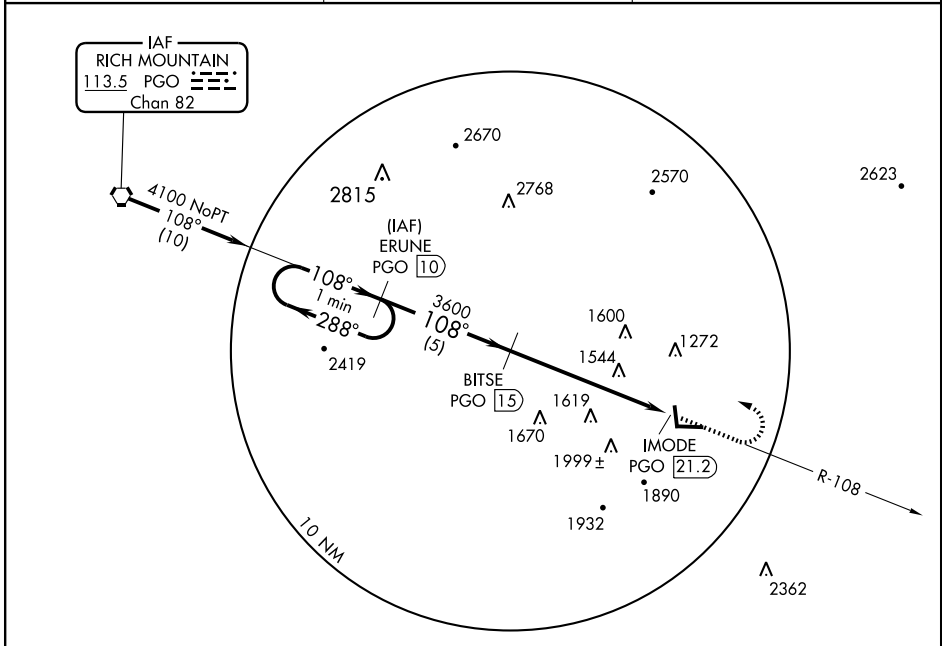 IAF
RICH MOUNTAIN
113.5 PGO
Chan 82
2670
2815
2768
2570
2623
4100 NoPT
108°
(10)
(IAF)
ERUNE
PGO 10
108°
1 min
288°
3600
108°
(5)
2419
1600
1272
1544
BITSE
PGO 15
1619
1670
1999±
IMODE
PGO 21.2
1890
1932
R-108
10 NM
2362